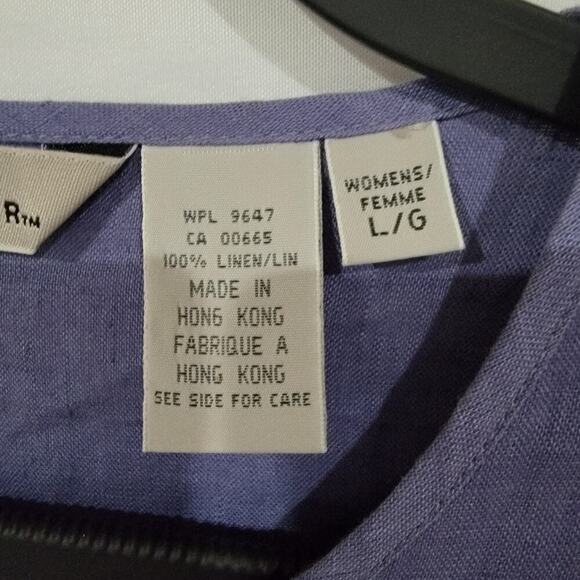 R™
WPL 9647
CA 00665
100% LINEN/LIN
MADE IN
HONG KONG
FABRIQUE A
HONG KONG
SEE SIDE FOR CARE
WOMENS/
FEMME
L/G